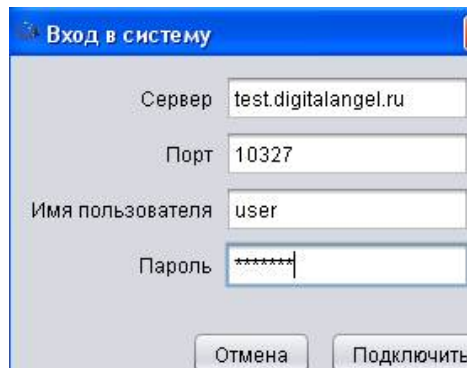 Вход в систему
Сервер test.digitalangel.ru
Порт 10327
Имя пользователя user
Пароль *******
Отмена Подключить